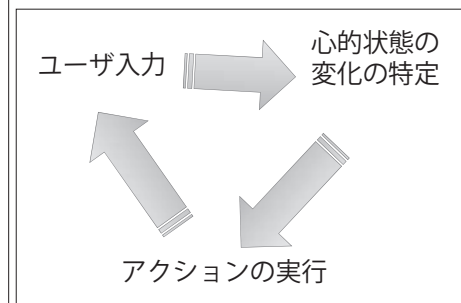 ユーザ入力
心的状態の
変化の特定
アクションの実行